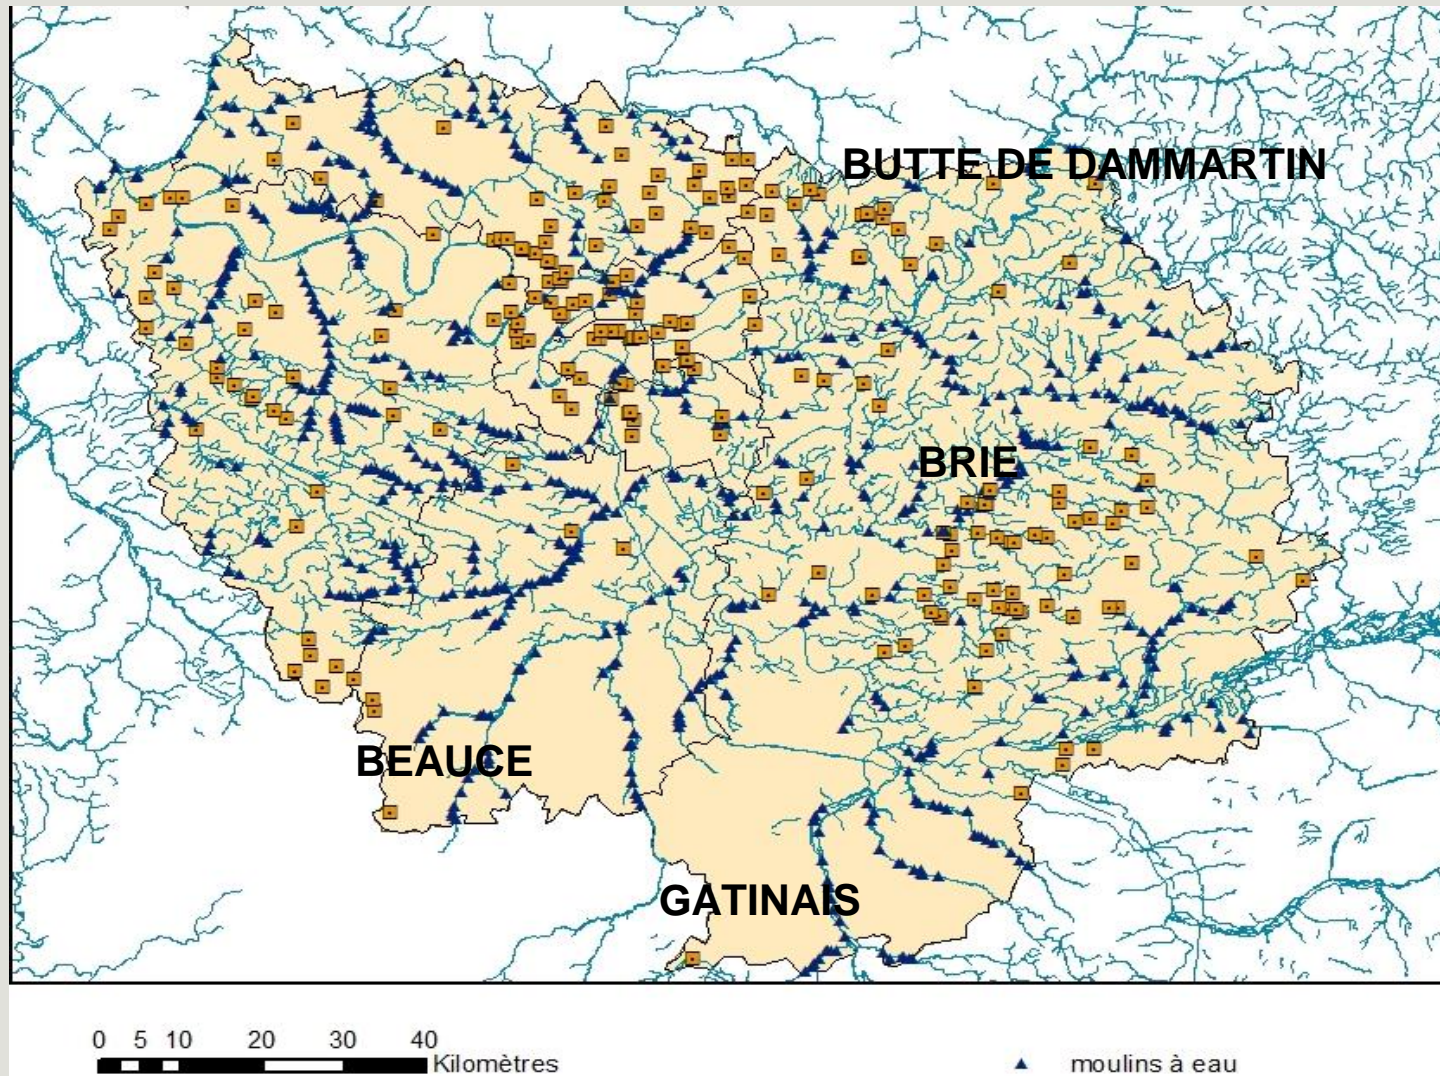 BUTTE DE DAMMARTIN
BRIE
BEAUCE
GATINAIS
0 5 10 20 30 40
Kilomètres
moulins à eau